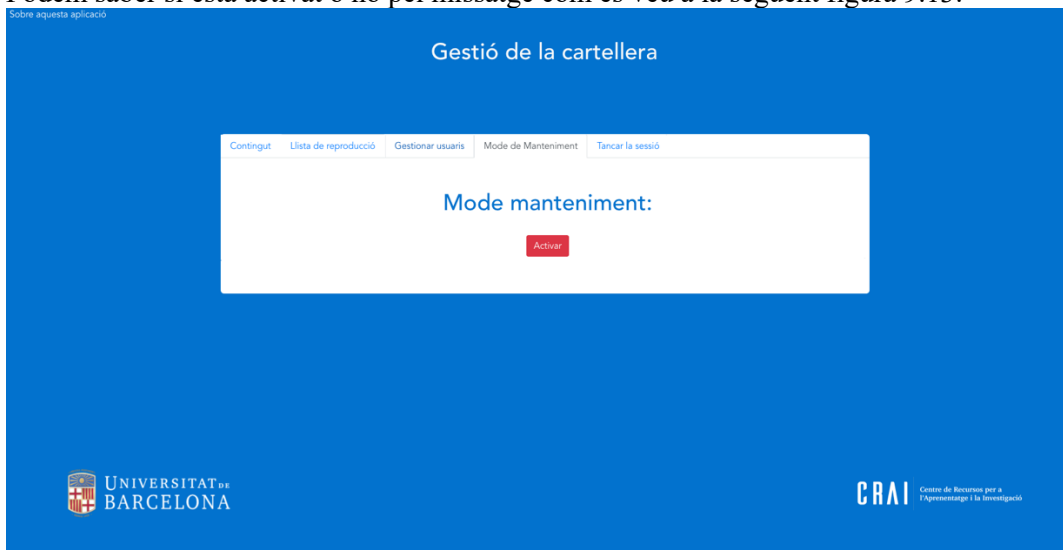 Podem saber si està activat o no pel missatge com es veu a la següent figura 9.15:
Sobre aquesta aplicació
Gestió de la cartellera
Contingut Llista de reproducció Gestionar usuaris Mode de Manteniment Tancar la sessió
Mode manteniment:
Activar
UNIVERSITAT DE
BARCELONA
CRAI
Centre de Recursos per a
l'Aprenentatge i la Investigació